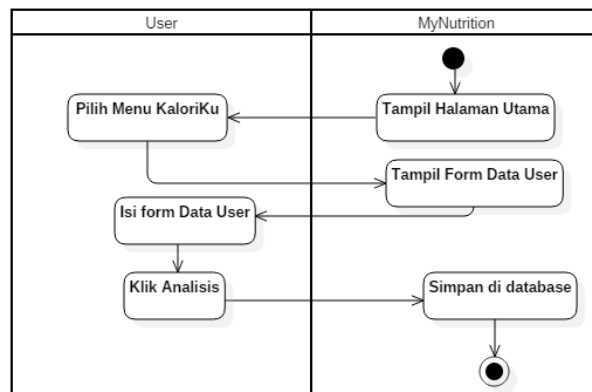 User
MyNutrition
Tampil Halaman Utama
Pilih Menu KaloriKu
Tampil Form Data User
Isi form Data User
Klik Analisis
Simpan di database